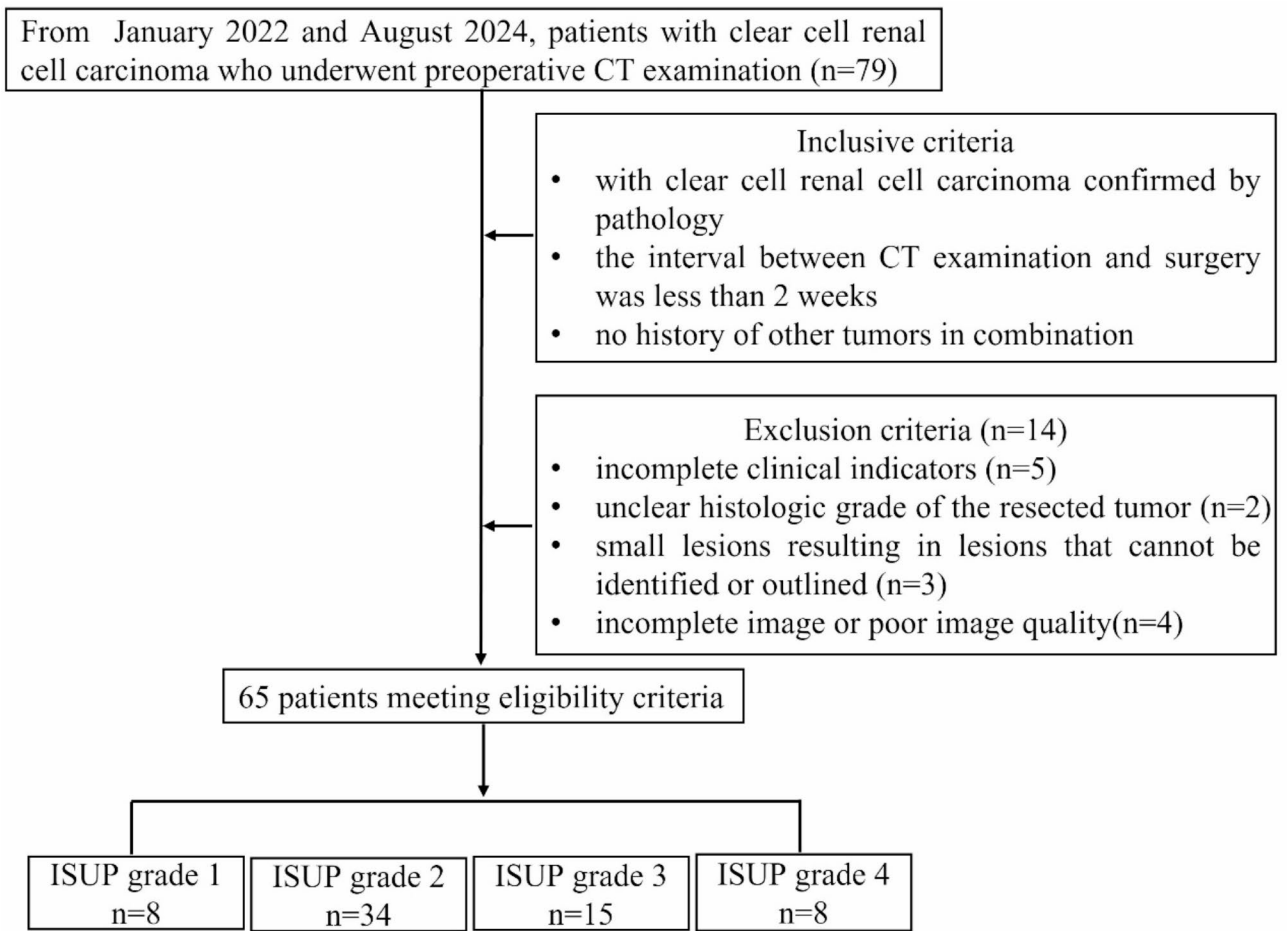 From January 2022 and August 2024, patients with clear cell renal
cell carcinoma who underwent preoperative CT examination (n=79)
Inclusive criteria
• with clear cell renal cell carcinoma confirmed by
pathology
• the interval between CT examination and surgery
was less than 2 weeks
• no history of other tumors in combination
Exclusion criteria (n=14)
• incomplete clinical indicators (n=5)
• unclear histologic grade of the resected tumor (n=2)
• small lesions resulting in lesions that cannot be
identified or outlined (n=3)
• incomplete image or poor image quality(n=4)
65 patients meeting eligibility criteria
ISUP grade 1
n=8
ISUP grade 2
n=34
ISUP grade 3
n=15
ISUP grade 4
n=8